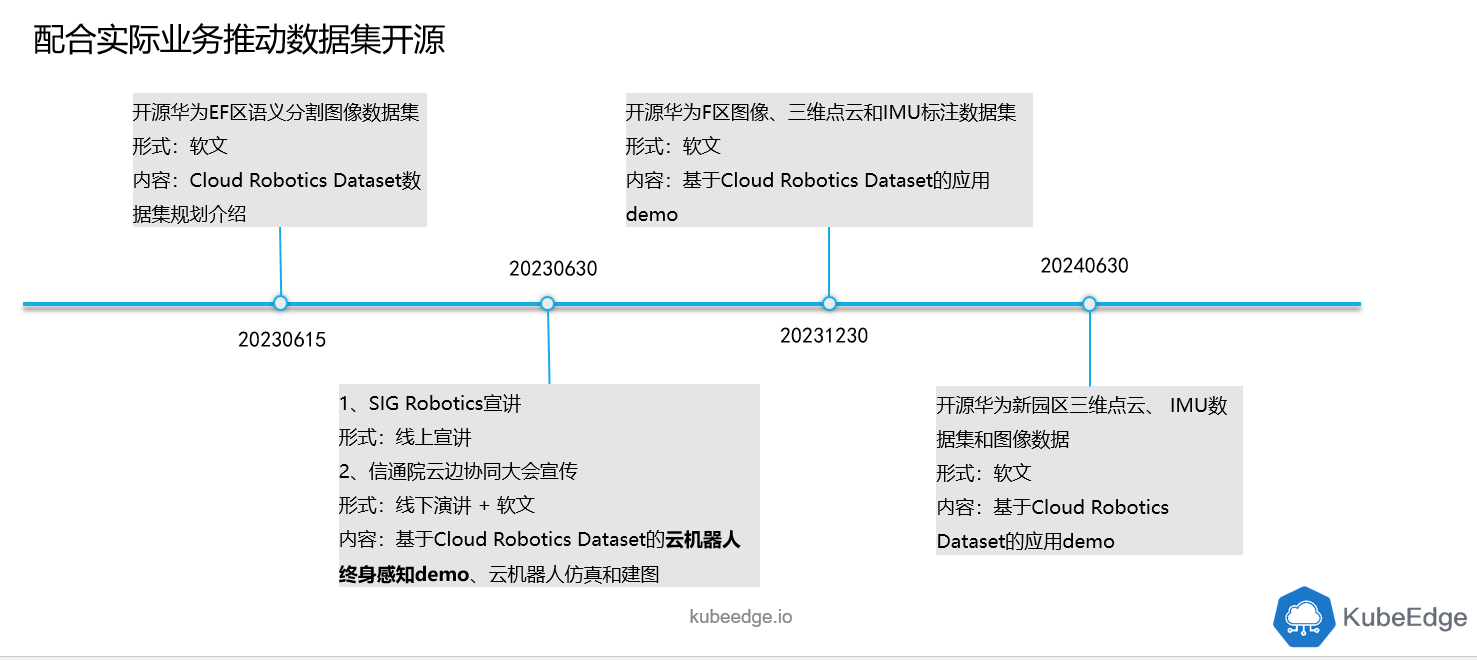 配合实际业务推动数据集开源
开源华为EF区语义分割图像数据集
形式：软文
内容：Cloud Robotics Dataset数
据集规划介绍
开源华为F区图像、三维点云和IMU标注数据集
形式：软文
内容：基于Cloud Robotics Dataset的应用
demo
20230630
20240630
20230615
20231230
1、SIG Robotics宣讲
形式：线上宣讲
2、信通院云边协同大会宣传
形式：线下演讲 + 软文
内容：基于Cloud Robotics Dataset的云机器人
终身感知demo、云机器人仿真和建图
开源华为新园区三维点云、 IMU数
据集和图像数据
形式：软文
内容：基于Cloud Robotics
Dataset的应用demo
kubeedge.io
KubeEdge